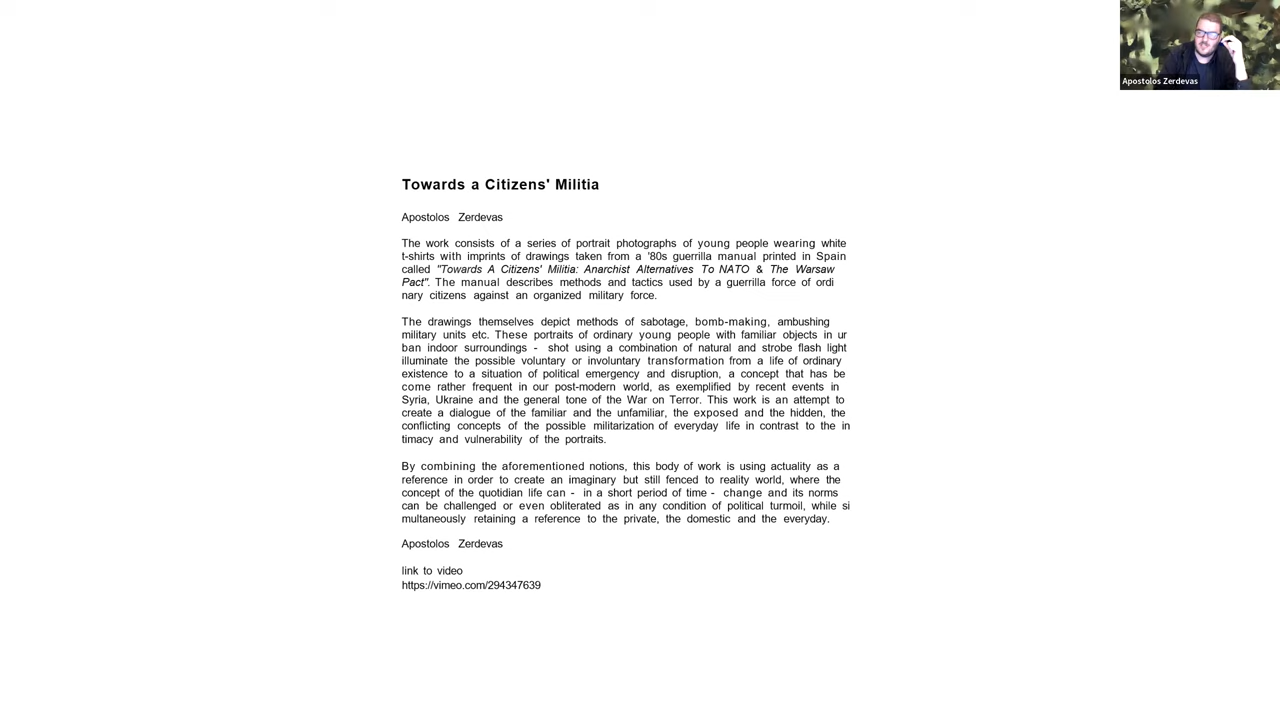 Apostolos Zerdevas
Towards a Citizens' Militia
Apostolos Zerdevas
The work consists of a series of portrait photographs of young people wearing white
t-shirts with imprints of drawings taken from a '80s guerrilla manual printed in Spain
called "Towards A Citizens' Militia: Anarchist Alternatives To NATO & The Warsaw
Pact". The manual describes methods and tactics used by a guerrilla force of ordi
nary citizens against an organized military force.
The drawings themselves depict methods of sabotage, bomb-making, ambushing
military units etc. These portraits of ordinary young people with familiar objects in ur
ban indoor surroundings - shot using a combination of natural and strobe flash light
illuminate the possible voluntary or involuntary transformation from a life of ordinary
existence to a situation of political emergency and disruption, a concept that has be
come rather frequent in our post-modern world, as exemplified by recent events in
Syria, Ukraine and the general tone of the War on Terror. This work is an attempt to
create a dialogue of the familiar and the unfamiliar, the exposed and the hidden, the
conflicting concepts of the possible militarization of everyday life in contrast to the in
timacy and vulnerability of the portraits.
By combining the aforementioned notions, this body of work is using actuality as a
reference in order to create an imaginary but still fenced to reality world, where the
concept of the quotidian life can - in a short period of time - change and its norms
can be challenged or even obliterated as in any condition of political turmoil, while si
multaneously retaining a reference to the private, the domestic and the everyday.
Apostolos Zerdevas
link to video
https://vimeo.com/294347639